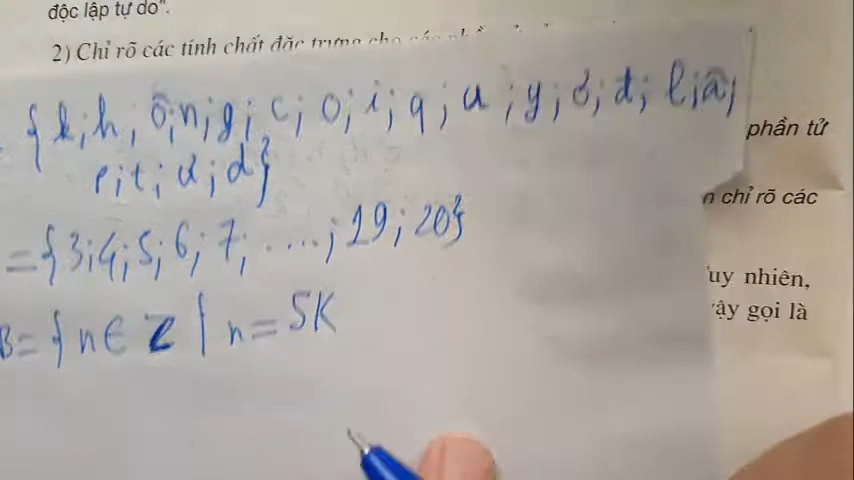 độc lập tự do".
2) Chỉ rõ các tính chất đặc trưng cho các
{k; h; ô; n; g; c; o; i; q; u; y; ơ; đ; l; â;
p; t; ư; d}
phần tử
chỉ rõ các
={3; 4; 5; 6; 7; ....; 19; 20}
uy nhiên,
gọi là
B= { n ∈ Z | n = 5K